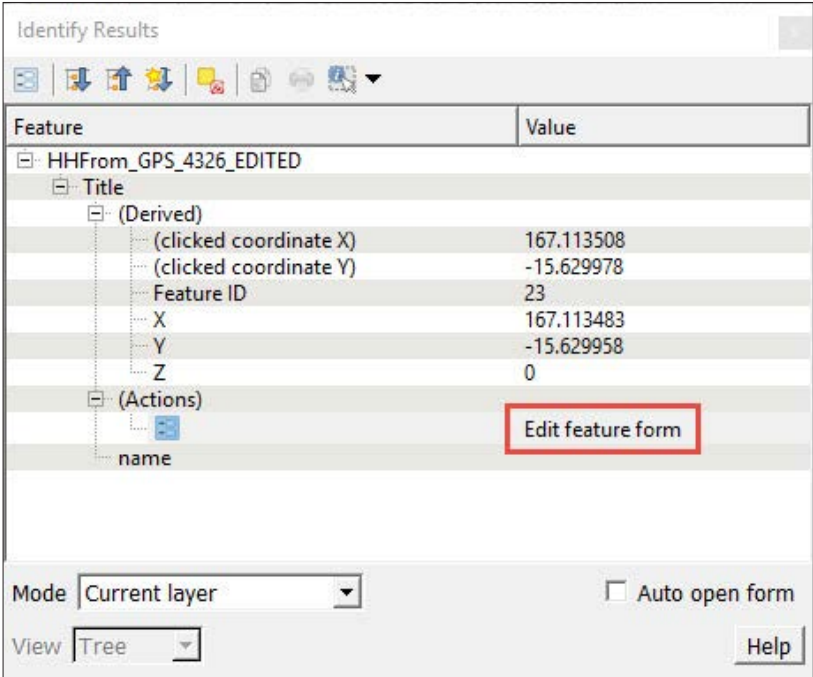 Identify Results
Feature Value
HHFrom_GPS_4326_EDITED
Title
(Derived)
(clicked coordinate X) 167.113508
(clicked coordinate Y) -15.629978
Feature ID 23
X 167.113483
Y -15.629958
Z 0
(Actions)
Edit feature form
name
Mode Current layer Auto open form
View Tree Help